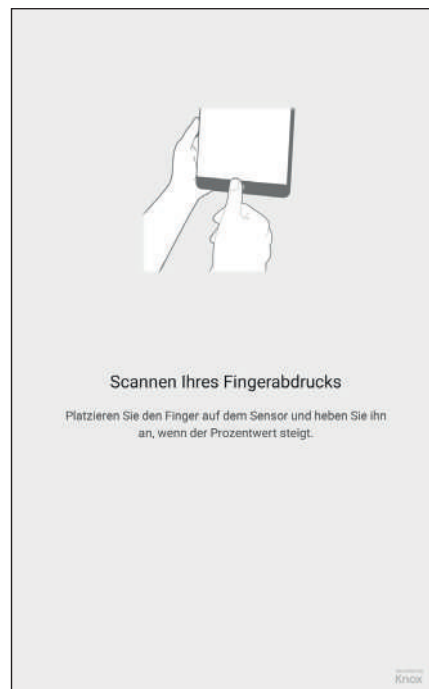 Scannen Ihres Fingerabdrucks
Platzieren Sie den Finger auf dem Sensor und heben Sie ihn
an, wenn der Prozentwert steigt.
Knox